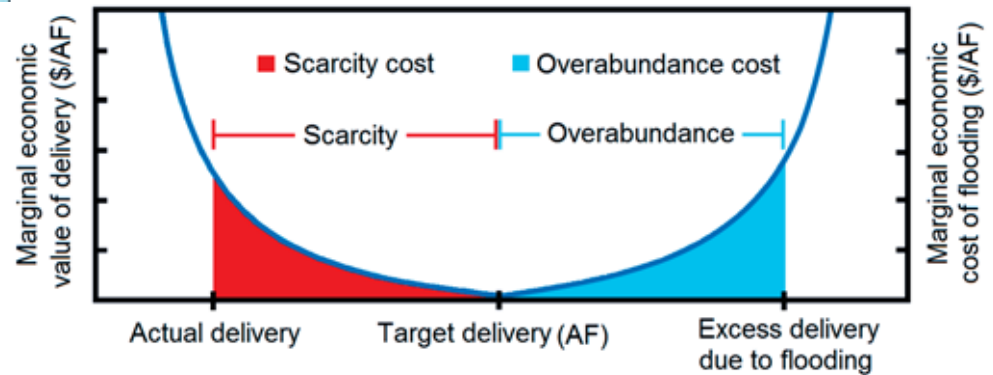 Marginal economic
value of delivery ($/AF)
Scarcity cost
Overabundance cost
Scarcity
Overabundance
Marginal economic
cost of flooding ($/AF)
Actual delivery
Target delivery (AF)
Excess delivery
due to flooding